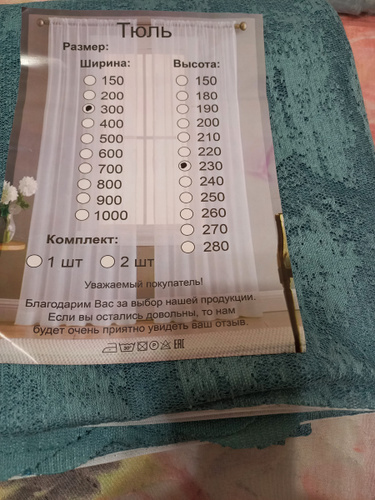 Тюль
Размер:
Ширина: Высота:
150 150
200 180
300 190
400 200
500 210
600 220
700 230
800 240
900 250
1000 260
270
280
Комплект:
1 шт 2 шт
Уважаемый покупатель!
Благодарим Вас за выбор нашей продукции.
Если вы остались довольны, то нам
будет очень приятно увидеть ваш отзыв.
EAC